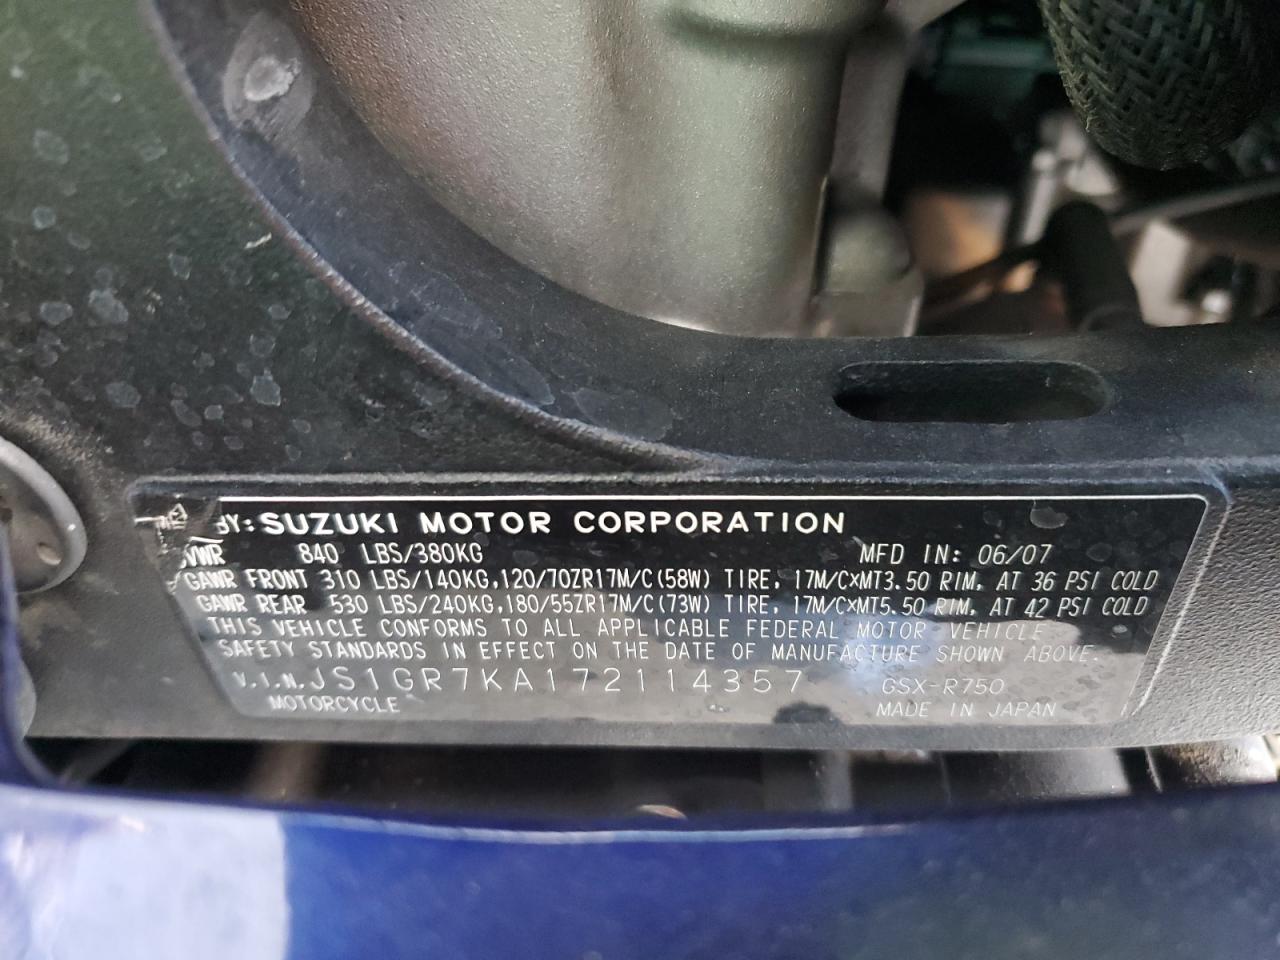 BY: SUZUKI MOTOR CORPORATION
GVWR 840 LBS/380KG MFD IN: 06/07
GAWR FRONT 310 LBS/140KG,120/70ZR17M/C(58W) TIRE, 17M/C×MT3.50 RIM, AT 36 PSI COLD
GAWR REAR 530 LBS/240KG,180/55ZR17M/C(73W) TIRE, 17M/C×MT5.50 RIM, AT 42 PSI COLD
THIS VEHICLE CONFORMS TO ALL APPLICABLE FEDERAL MOTOR VEHICLE
SAFETY STANDARDS IN EFFECT ON THE DATE OF MANUFACTURE SHOWN ABOVE.
V.I.N. JS1GR7KA172114357 GSX-R750
MOTORCYCLE MADE IN JAPAN